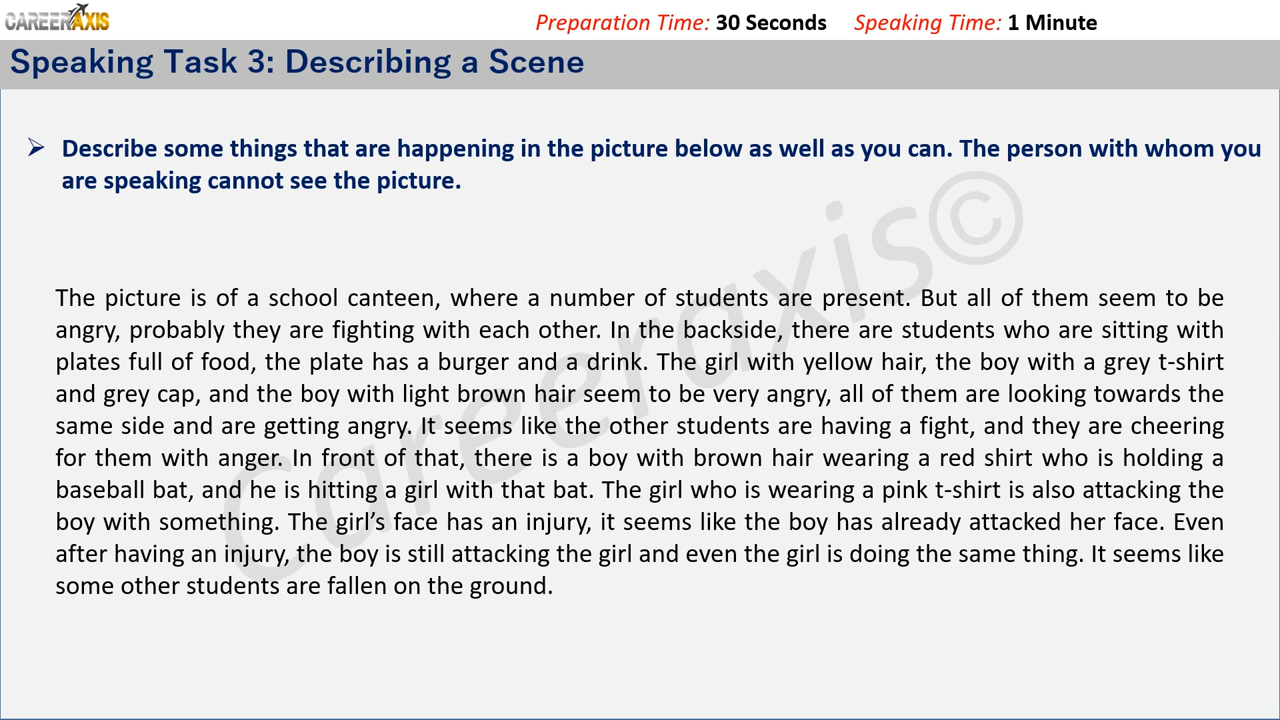 CAREERAXIS
Preparation Time: 30 Seconds Speaking Time: 1 Minute
Speaking Task 3: Describing a Scene
Describe some things that are happening in the picture below as well as you can. The person with whom you
are speaking cannot see the picture.
The picture is of a school canteen, where a number of students are present. But all of them seem to be
angry, probably they are fighting with each other. In the backside, there are students who are sitting with
plates full of food, the plate has a burger and a drink. The girl with yellow hair, the boy with a grey t-shirt
and grey cap, and the boy with light brown hair seem to be very angry, all of them are looking towards the
same side and are getting angry. It seems like the other students are having a fight, and they are cheering
for them with anger. In front of that, there is a boy with brown hair wearing a red shirt who is holding a
baseball bat, and he is hitting a girl with that bat. The girl who is wearing a pink t-shirt is also attacking the
boy with something. The girl’s face has an injury, it seems like the boy has already attacked her face. Even
after having an injury, the boy is still attacking the girl and even the girl is doing the same thing. It seems like
some other students are fallen on the ground.
Careeraxis©